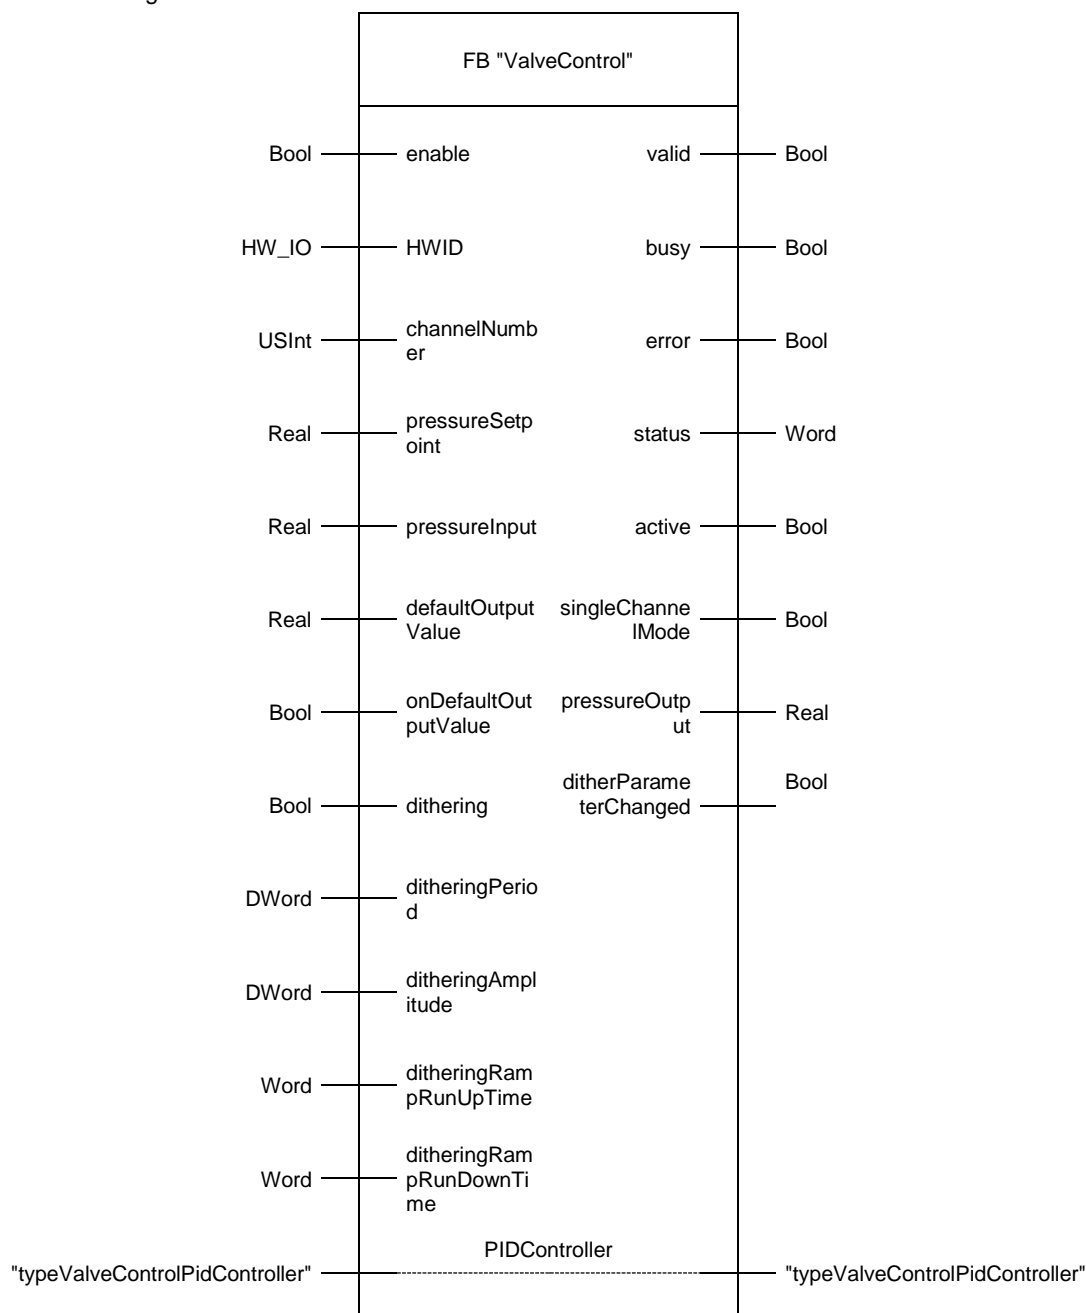 FB "ValveControl"
Bool enable valid Bool
HW_IO HWID busy Bool
USInt channelNumb
er error Bool
Real pressureSetp
oint status Word
Real pressureInput active Bool
Real defaultOutput
Value singleChanne
lMode Bool
Bool onDefaultOut
putValue pressureOutp
ut Real
Bool dithering ditherParame
terChanged Bool
DWord ditheringPerio
d
DWord ditheringAmpl
itude
Word ditheringRam
pRunUpTime
Word ditheringRam
pRunDownTi
me
PIDController
"typeValveControlPidController" "typeValveControlPidController"